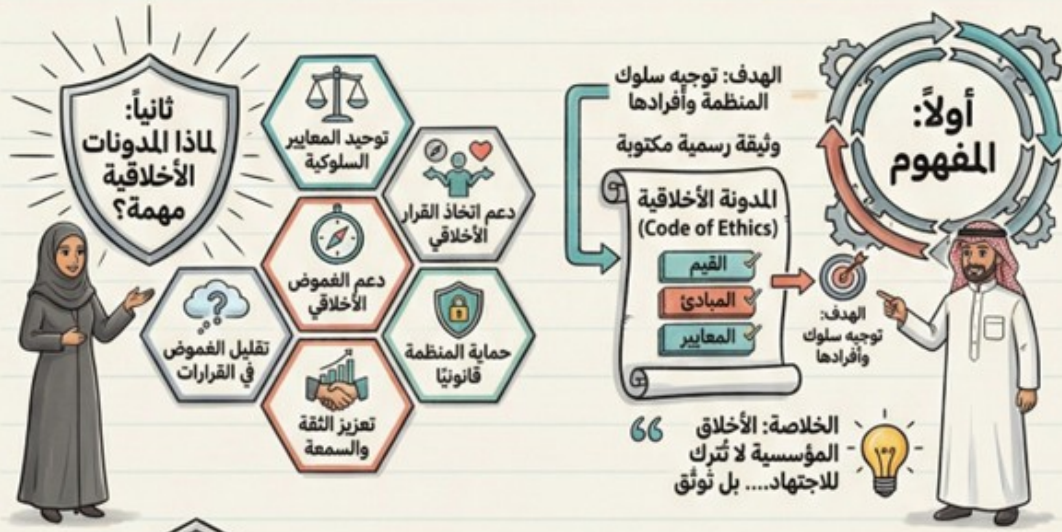 أولاً:
المفهوم
الهدف: توجيه سلوك
المنظمة وأفرادها
وثيقة رسمية مكتوبة
المدونة الأخلاقية
(Code of Ethics)
القيم
المبادئ
المعايير
الهدف:
توجيه سلوك
وأفرادها
الخلاصة: الأخلاق
المؤسسية لا تُترك
للاجتهاد.... بل توثق
ثانياً:
لماذا المدونات
الأخلاقية
مهمة؟
توحيد المعايير
السلوكية
دعم اتخاذ القرار
الأخلاقي
دعم الغموض
الأخلاقي
حماية المنظمة
قانونيًا
تقليل الغموض
في القرارات
تعزيز الثقة
والسمعة